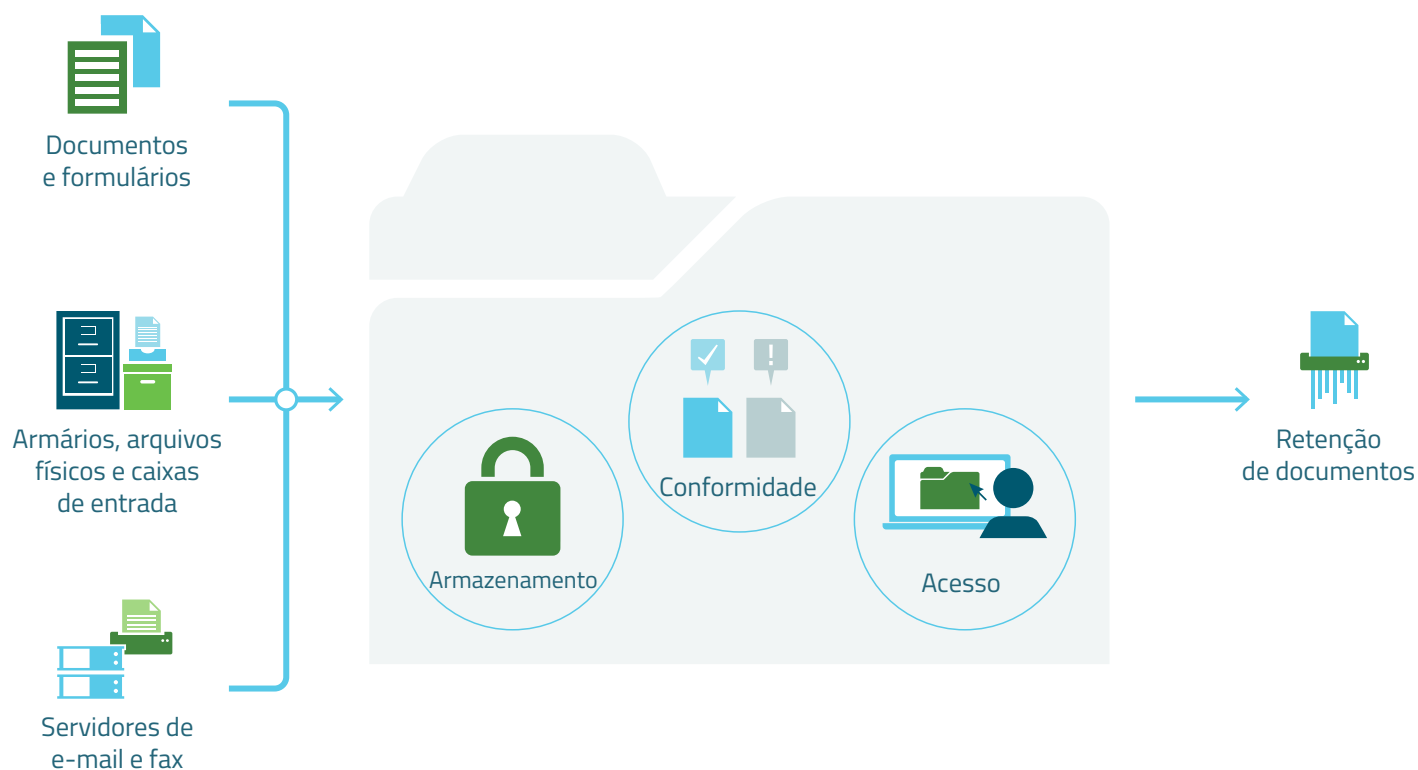 Documentos
e formulários
Armários, arquivos
físicos e caixas
de entrada
Servidores de
e-mail e fax
Armazenamento
Conformidade
Acesso
Retenção
de documentos